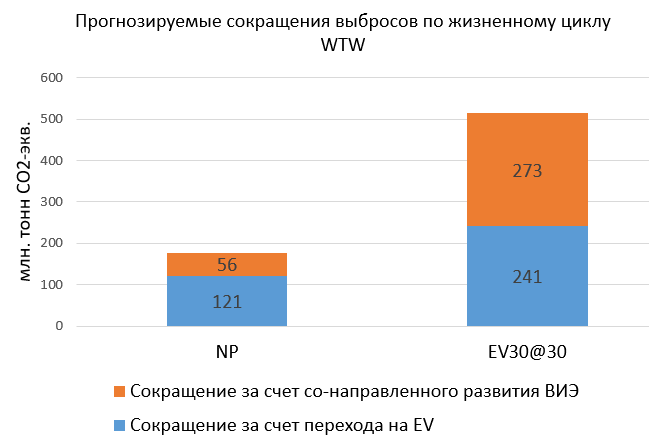 Прогнозируемые сокращения выбросов по жизненному циклу
WTW
млн. тонн CO2-экв.
600
500
400
300
200
100
0
56
121
273
241
NP
EV30@30
Сокращение за счет со-направленного развития ВИЭ
Сокращение за счет перехода на EV